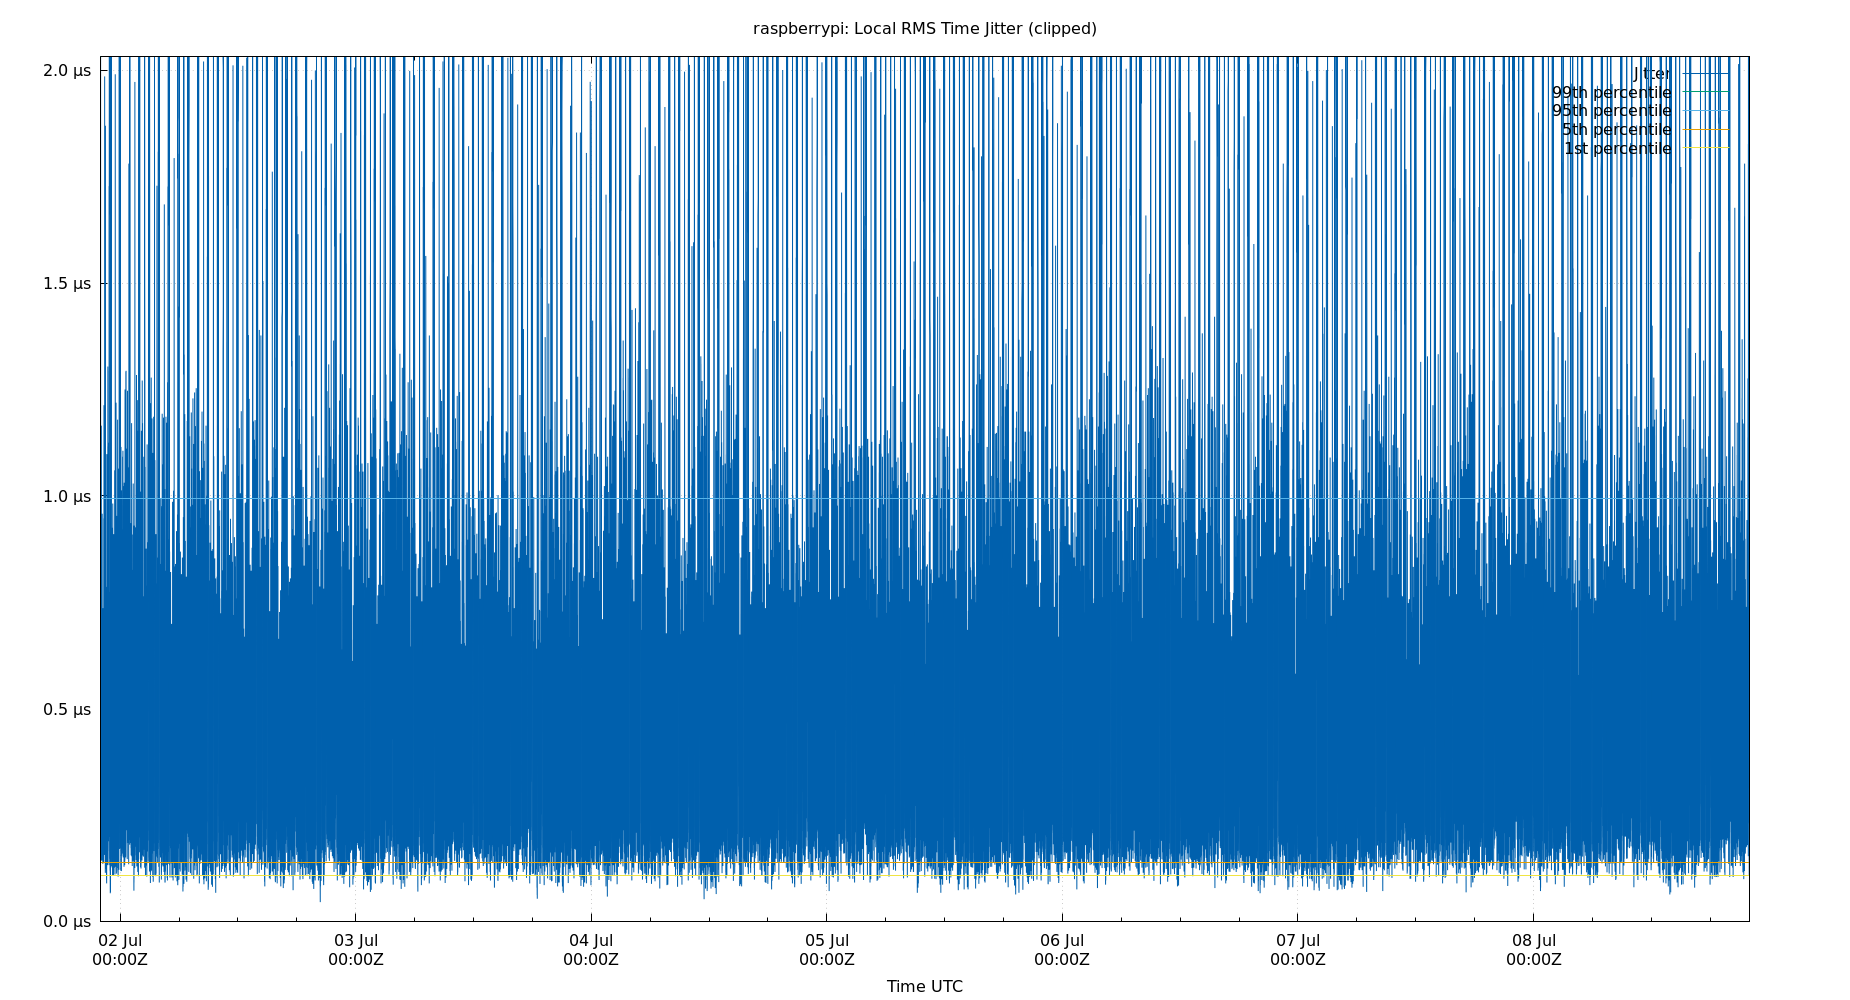 raspberrypi: Local RMS Time Jitter (clipped)
2.0 µs
Jitter
99th percentile
95th percentile
5th percentile
1st percentile
1.5 µs
1.0 µs
0.5 µs
0.0 µs
02 Jul 03 Jul 04 Jul 05 Jul 06 Jul 07 Jul 08 Jul
00:00Z 00:00Z 00:00Z 00:00Z 00:00Z 00:00Z 00:00Z
Time UTC